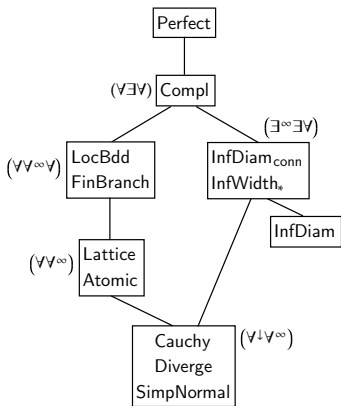 Perfect
(∀∃∀) Compl
(∃∞∃∀)
(∀∀∞∀) LocBdd
FinBranch
InfDiamconn
InfWidth*
InfDiam
(∀∀∞) Lattice
Atomic
Cauchy (∀↓∀∞)
Diverge
SimpNormal